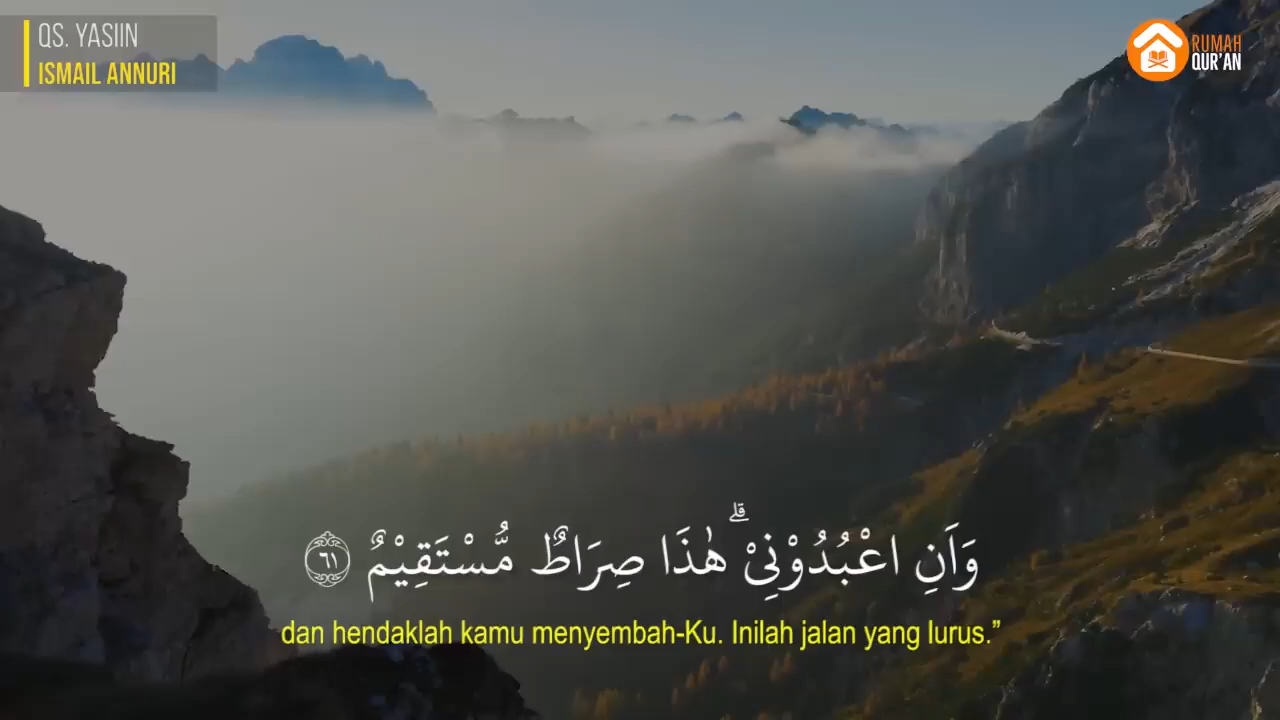 QS. YASIIN
ISMAIL ANNURI
RUMAH
QUR'AN
وَاَنِ اعْبُدُوْنِيْ ۗهٰذَا صِرَاطٌ مُّسْتَقِيْمٌ ٦١
dan hendaklah kamu menyembah-Ku. Inilah jalan yang lurus.”